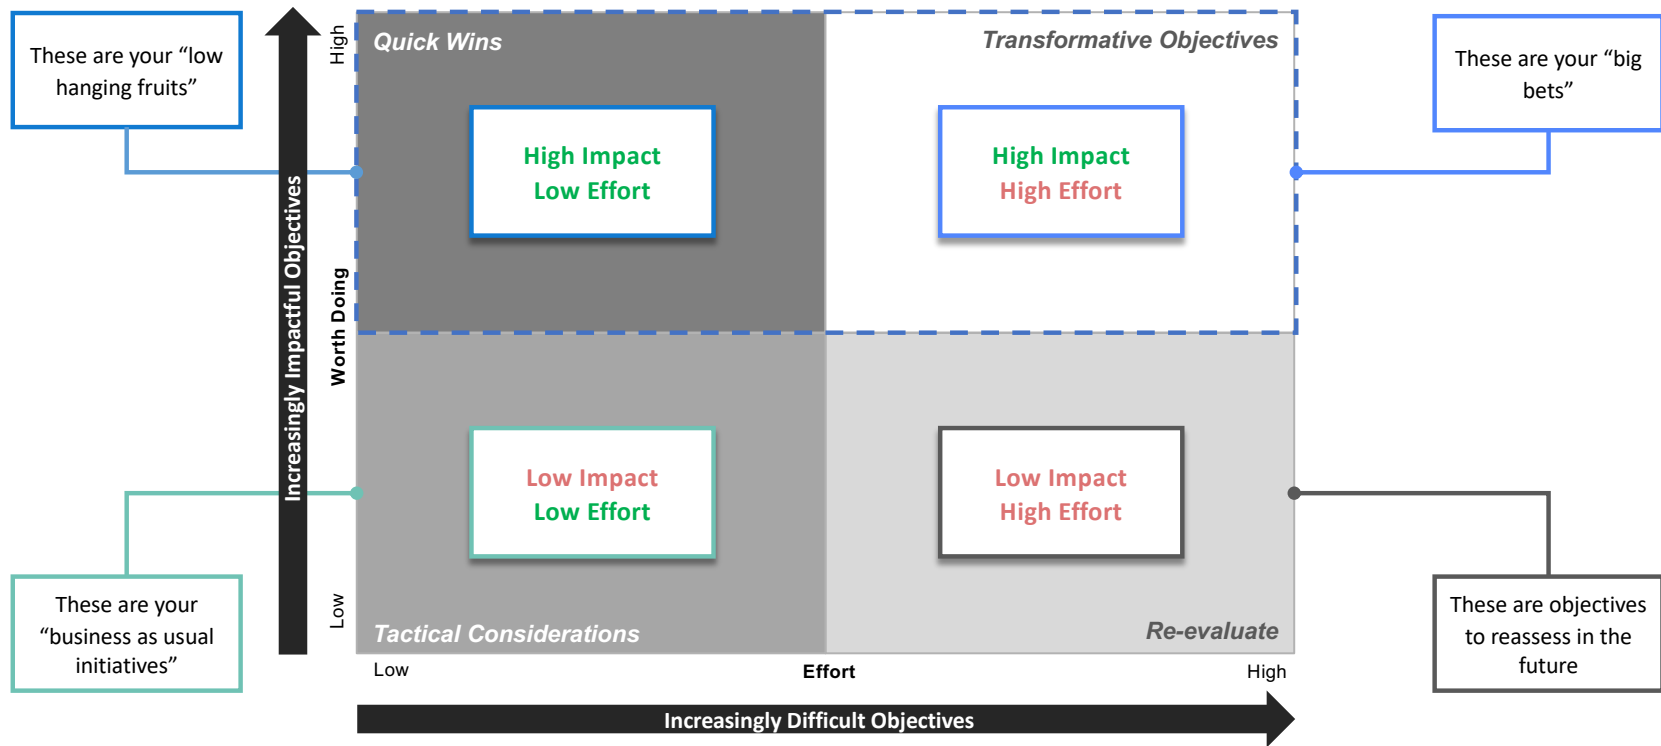 These are your “low
hanging fruits”
Increasingly Impactful Objectives
High
Worth Doing
Low
Quick Wins
Transformative Objectives
High Impact
Low Effort
High Impact
High Effort
These are your “big
bets”
Low Impact
Low Effort
Low Impact
High Effort
These are your
“business as usual
initiatives”
Tactical Considerations
Re-evaluate
These are objectives
to reassess in the
future
Low
Effort
High
Increasingly Difficult Objectives